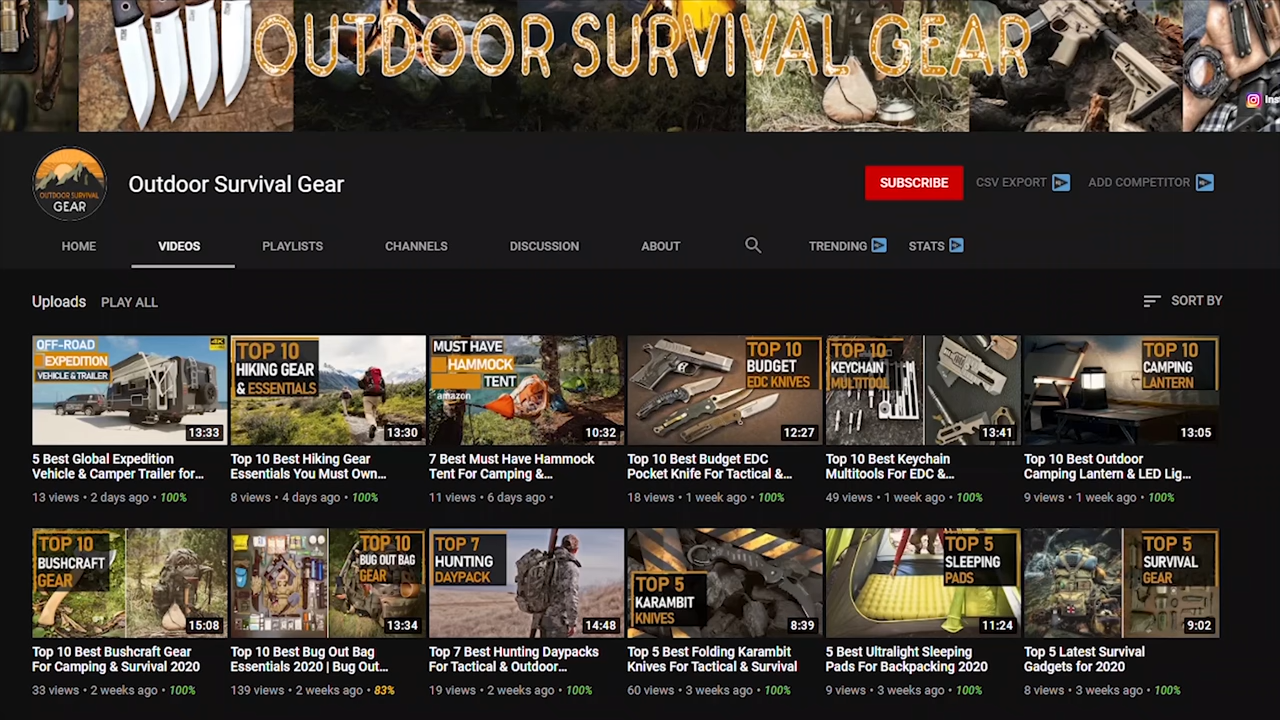 OUTDOOR SURVIVAL GEAR
Inst
OUTDOOR SURVIVAL
GEAR
Outdoor Survival Gear
SUBSCRIBE
CSV EXPORT
ADD COMPETITOR
HOME
VIDEOS
PLAYLISTS
CHANNELS
DISCUSSION
ABOUT
TRENDING
STATS
Uploads
PLAY ALL
SORT BY
OFF-ROAD
EXPEDITION
VEHICLE & TRAILER
4K
13:33
TOP 10
HIKING GEAR
& ESSENTIALS
13:30
MUST HAVE
HAMMOCK
TENT
amazon
10:32
TOP 10
BUDGET
EDC KNIVES
12:27
TOP 10
KEYCHAIN
MULTITOOL
13:41
TOP 10
CAMPING
LANTERN
13:05
5 Best Global Expedition
Vehicle & Camper Trailer for...
13 views • 2 days ago • 100%
Top 10 Best Hiking Gear
Essentials You Must Own...
8 views • 4 days ago • 100%
7 Best Must Have Hammock
Tent For Camping &...
11 views • 6 days ago •
Top 10 Best Budget EDC
Pocket Knife For Tactical &...
18 views • 1 week ago • 100%
Top 10 Best Keychain
Multitools For EDC &...
49 views • 1 week ago • 100%
Top 10 Best Outdoor
Camping Lantern & LED Lig...
9 views • 1 week ago • 100%
TOP 10
BUSHCRAFT
GEAR
15:08
TOP 10
BUG OUT BAG
GEAR
13:34
TOP 7
HUNTING
DAYPACK
14:48
TOP 5
KARAMBIT
KNIVES
8:39
TOP 5
SLEEPING
PADS
11:24
TOP 5
SURVIVAL
GEAR
9:02
Top 10 Best Bushcraft Gear
For Camping & Survival 2020
33 views • 2 weeks ago • 100%
Top 10 Best Bug Out Bag
Essentials 2020 | Bug Out...
139 views • 2 weeks ago • 83%
Top 7 Best Hunting Daypacks
For Tactical & Outdoor...
19 views • 2 weeks ago • 100%
Top 5 Best Folding Karambit
Knives For Tactical & Survival
60 views • 3 weeks ago • 100%
5 Best Ultralight Sleeping
Pads For Backpacking 2020
9 views • 3 weeks ago • 100%
Top 5 Latest Survival
Gadgets for 2020
8 views • 3 weeks ago • 100%